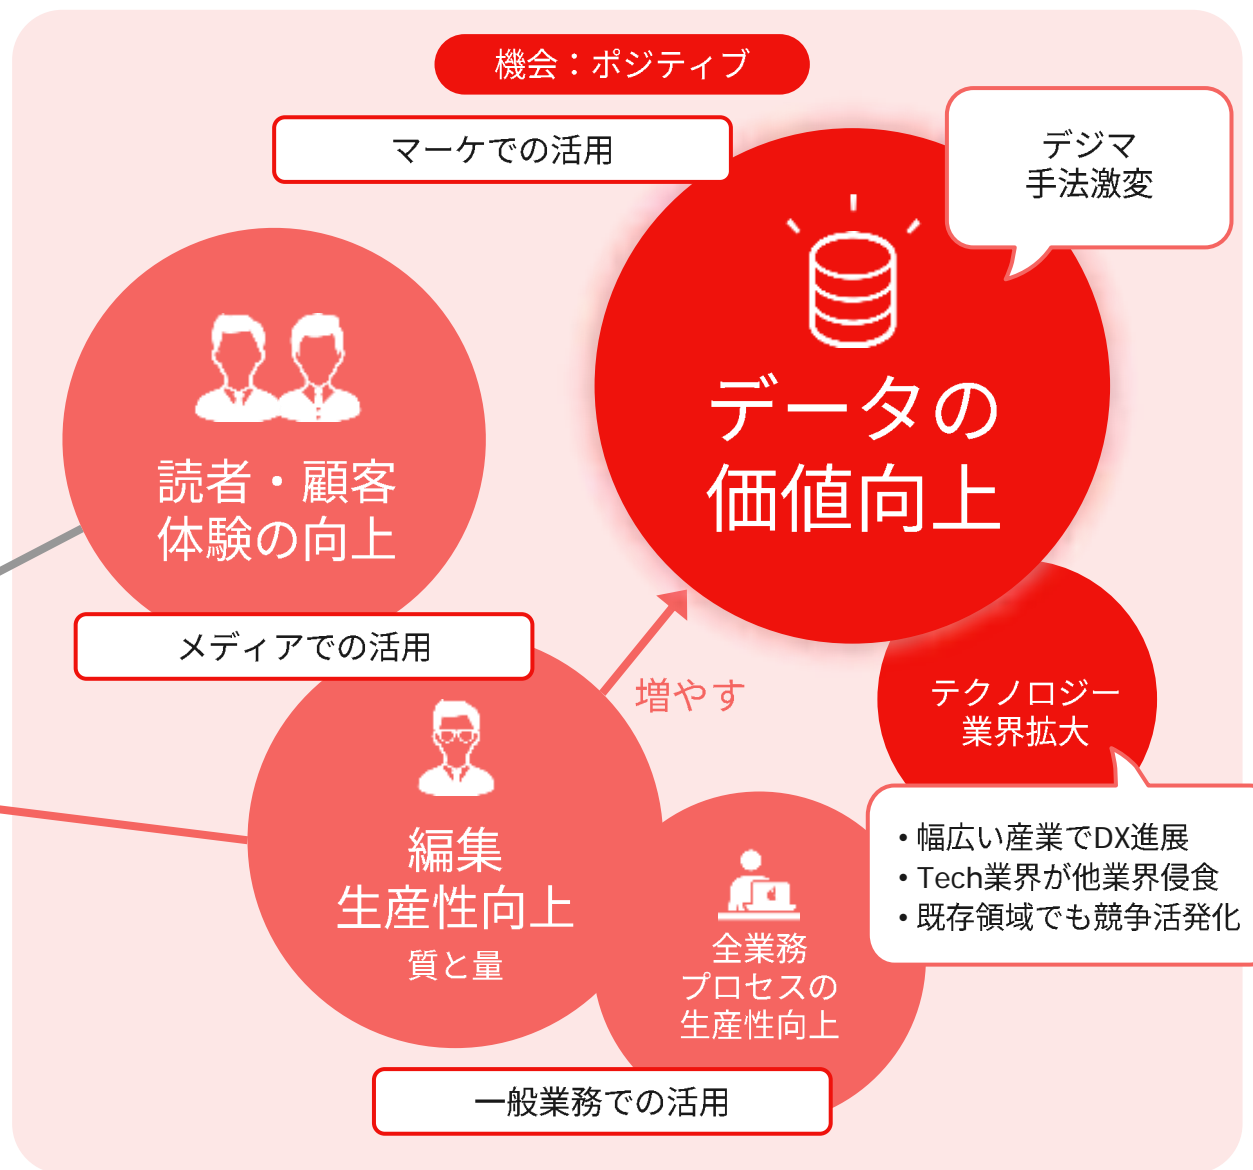 機会：ポジティブ
マーケでの活用
デジマ
手法激変
データの
価値向上
読者・顧客
体験の向上
メディアでの活用
増やす
テクノロジー
業界拡大
• 幅広い産業でDX進展
• Tech業界が他業界侵食
• 既存領域でも競争活発化
編集
生産性向上
質と量
全業務
プロセスの
生産性向上
一般業務での活用